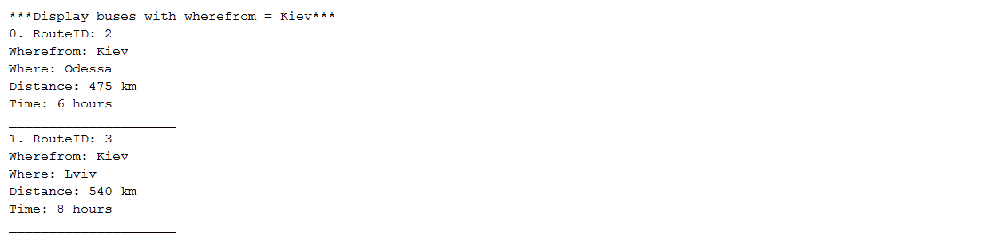 ***Display buses with wherefrom = Kiev***
0. RouteID: 2
Wherefrom: Kiev
Where: Odessa
Distance: 475 km
Time: 6 hours
_____________________
1. RouteID: 3
Wherefrom: Kiev
Where: Lviv
Distance: 540 km
Time: 8 hours
_____________________